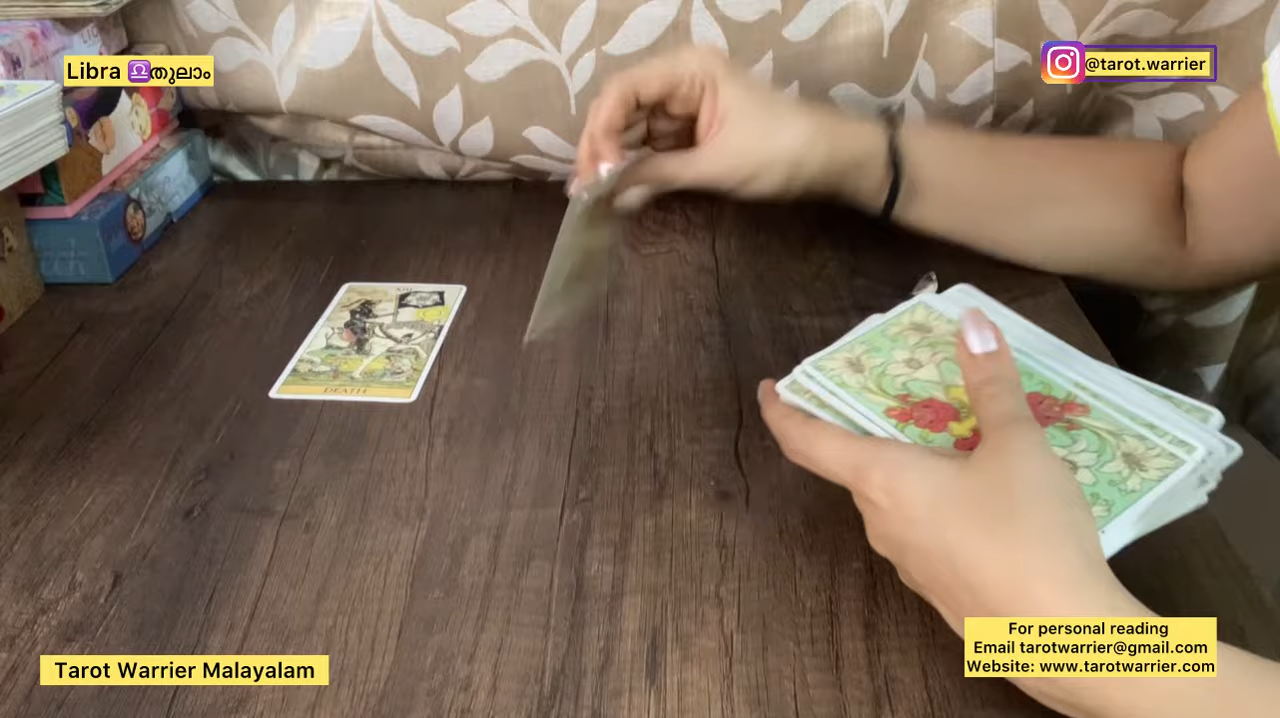 Libra ♎തുലാം
@tarot.warrier
DEATH
Tarot Warrier Malayalam
For personal reading
Email tarotwarrier@gmail.com
Website: www.tarotwarrier.com